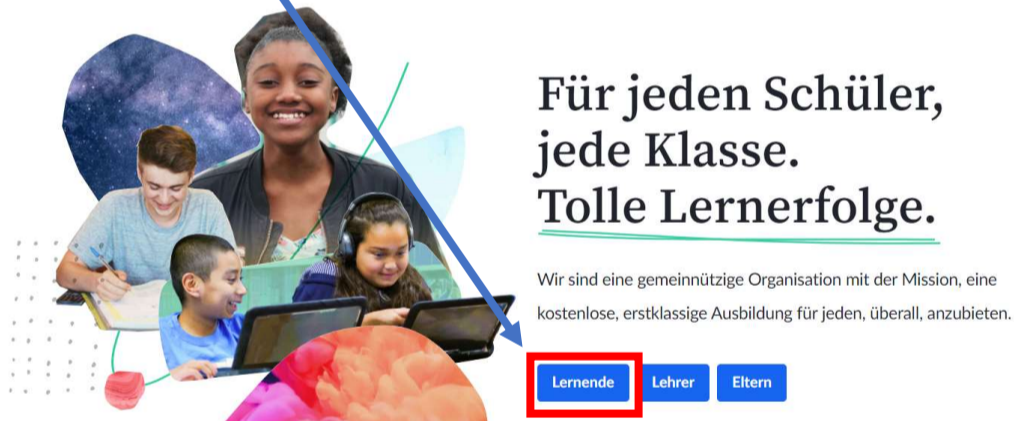 Für jeden Schüler,
jede Klasse.
Tolle Lernerfolge.
Wir sind eine gemeinnützige Organisation mit der Mission, eine
kostenlose, erstklassige Ausbildung für jeden, überall, anzubieten.
Lernende Lehrer Eltern